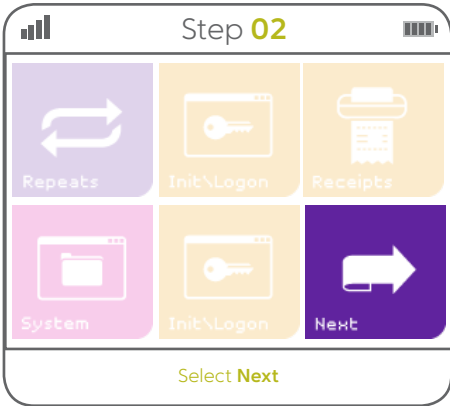 Step 02
Repeats
Init\Logon
Receipts
System
Init\Logon
Next
Select Next